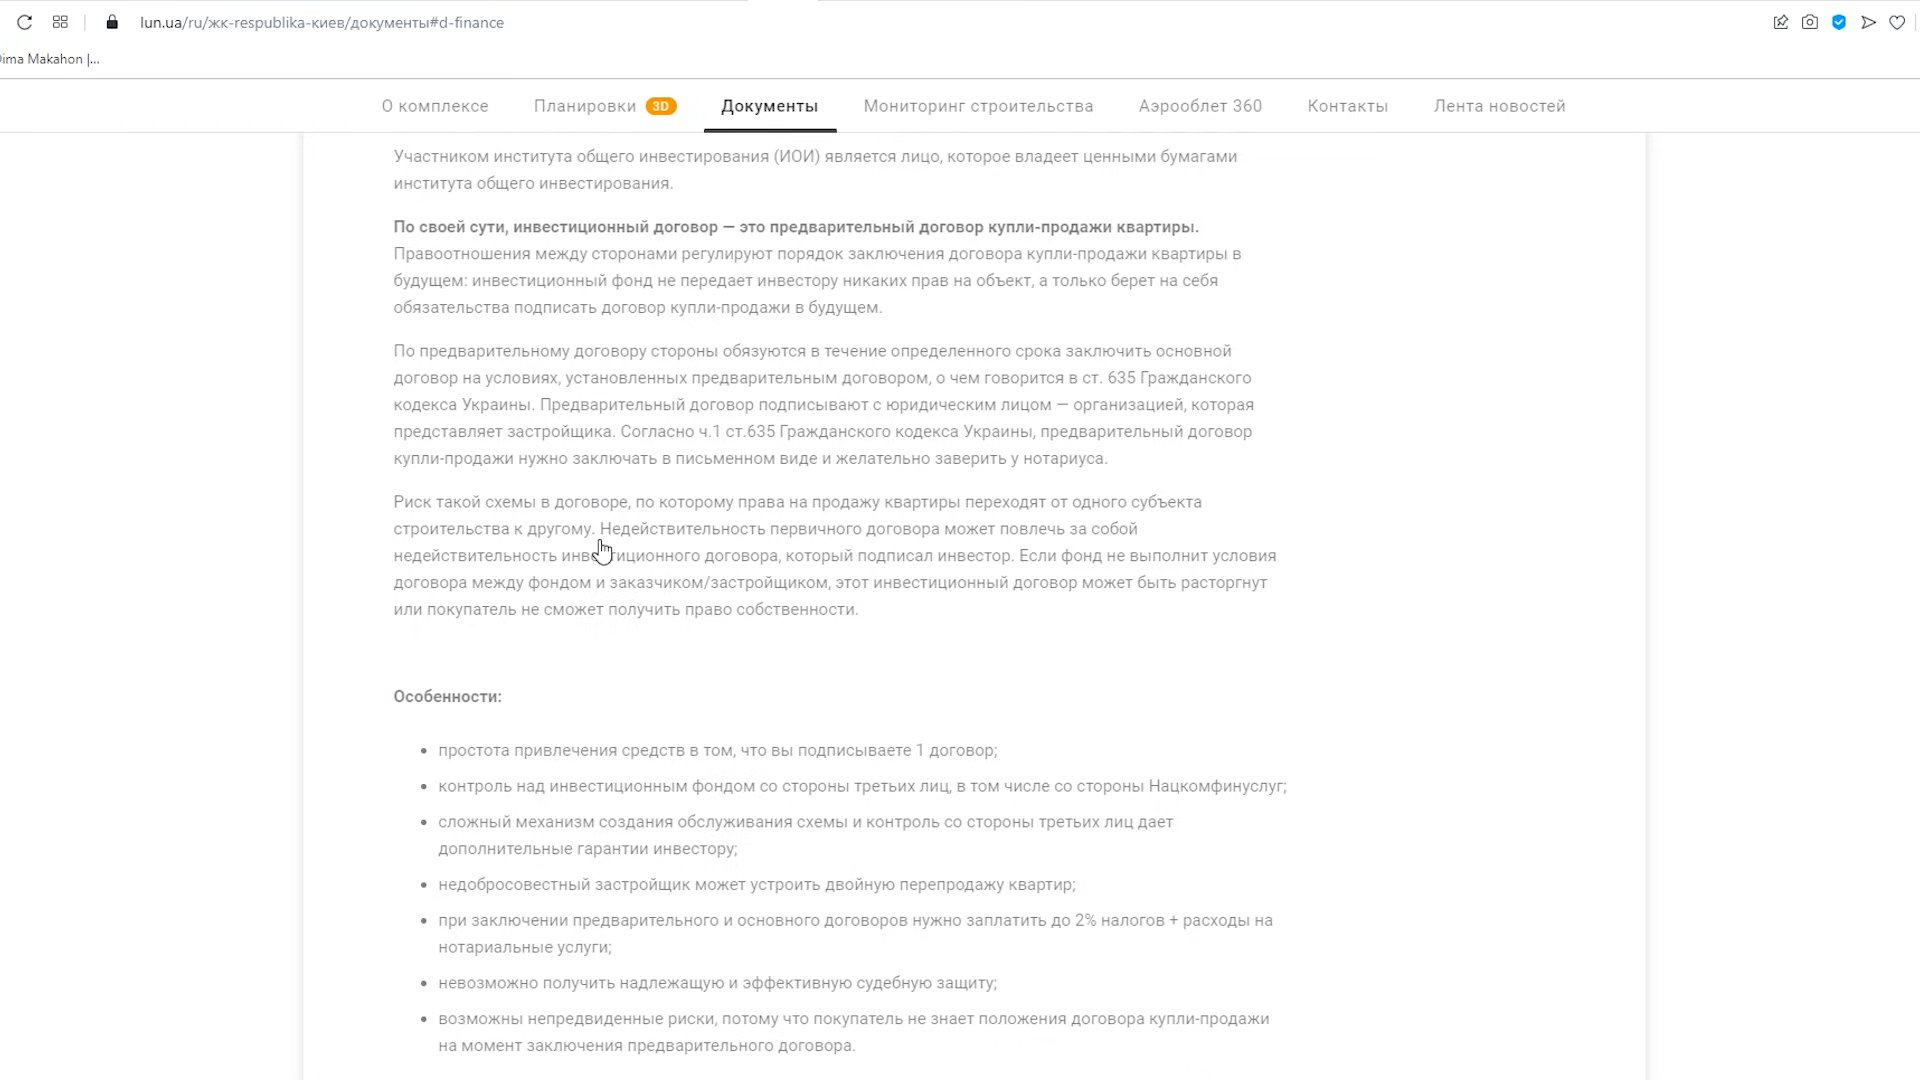 lun.ua/ru/жк-respublika-киев/документы#d-finance
ima Makahon |...
О комплексе Планировки 3D Документы Мониторинг строительства Аэрооблет 360 Контакты Лента новостей
Участником института общего инвестирования (ИОИ) является лицо, которое владеет ценными бумагами
института общего инвестирования.
По своей сути, инвестиционный договор — это предварительный договор купли-продажи квартиры.
Правоотношения между сторонами регулируют порядок заключения договора купли-продажи квартиры в
будущем: инвестиционный фонд не передает инвестору никаких прав на объект, а только берет на себя
обязательства подписать договор купли-продажи в будущем.
По предварительному договору стороны обязуются в течение определенного срока заключить основной
договор на условиях, установленных предварительным договором, о чем говорится в ст. 635 Гражданского
кодекса Украины. Предварительный договор подписывают с юридическим лицом — организацией, которая
представляет застройщика. Согласно ч.1 ст.635 Гражданского кодекса Украины, предварительный договор
купли-продажи нужно заключать в письменном виде и желательно заверить у нотариуса.
Риск такой схемы в договоре, по которому права на продажу квартиры переходят от одного субъекта
строительства к другому. Недействительность первичного договора может повлечь за собой
недействительность инвестиционного договора, который подписал инвестор. Если фонд не выполнит условия
договора между фондом и заказчиком/застройщиком, этот инвестиционный договор может быть расторгнут
или покупатель не сможет получить право собственности.
Особенности:
• простота привлечения средств в том, что вы подписываете 1 договор;
• контроль над инвестиционным фондом со стороны третьих лиц, в том числе со стороны Нацкомфинуслуг;
• сложный механизм создания обслуживания схемы и контроль со стороны третьих лиц дает
дополнительные гарантии инвестору;
• недобросовестный застройщик может устроить двойную перепродажу квартир;
• при заключении предварительного и основного договоров нужно заплатить до 2% налогов + расходы на
нотариальные услуги;
• невозможно получить надлежащую и эффективную судебную защиту;
• возможны непредвиденные риски, потому что покупатель не знает положения договора купли-продажи
на момент заключения предварительного договора.